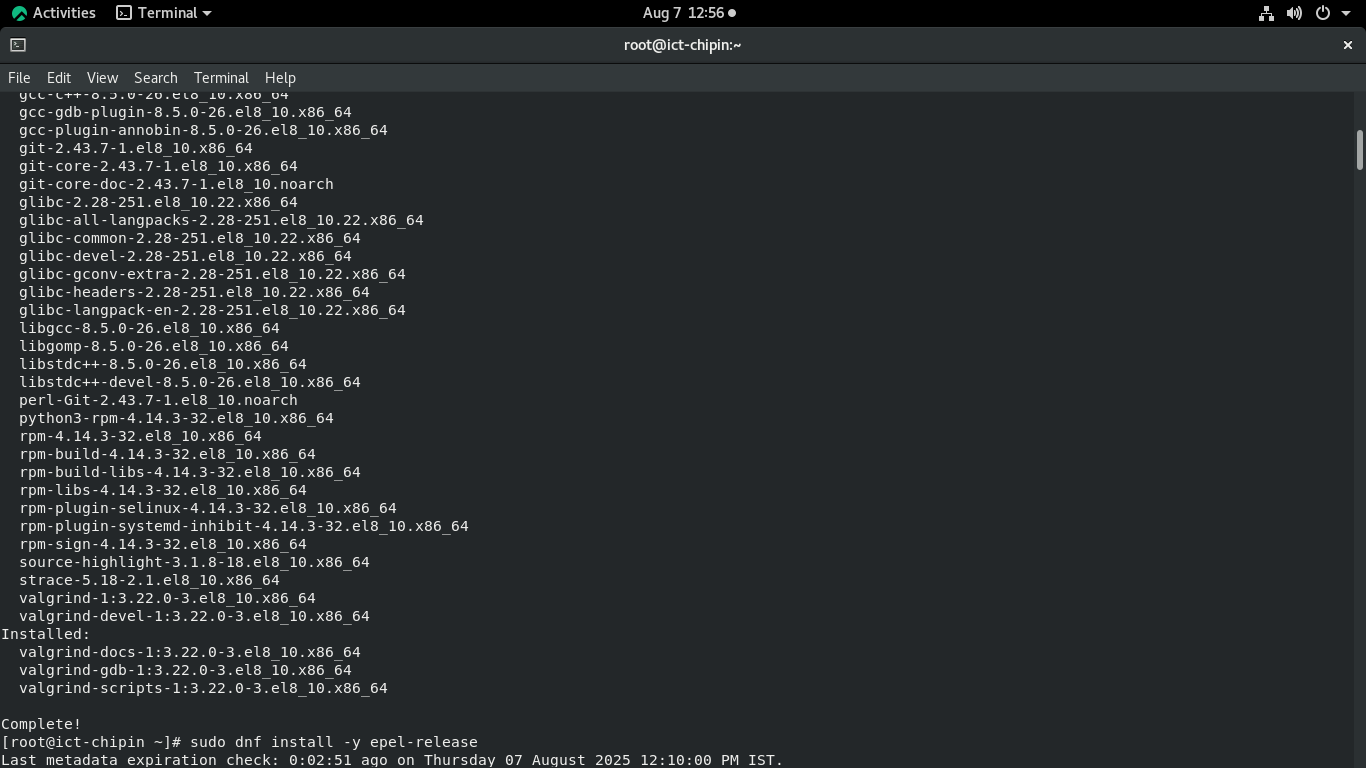 Activities Terminal Aug 7 12:56
root@ict-chipin:~
File Edit View Search Terminal Help
gcc-c++-8.5.0-26.el8_10.x86_64
gcc-gdb-plugin-8.5.0-26.el8_10.x86_64
gcc-plugin-annobin-8.5.0-26.el8_10.x86_64
git-2.43.7-1.el8_10.x86_64
git-core-2.43.7-1.el8_10.x86_64
git-core-doc-2.43.7-1.el8_10.noarch
glibc-2.28-251.el8_10.22.x86_64
glibc-all-langpacks-2.28-251.el8_10.22.x86_64
glibc-common-2.28-251.el8_10.22.x86_64
glibc-devel-2.28-251.el8_10.22.x86_64
glibc-gconv-extra-2.28-251.el8_10.22.x86_64
glibc-headers-2.28-251.el8_10.22.x86_64
glibc-langpack-en-2.28-251.el8_10.22.x86_64
libgcc-8.5.0-26.el8_10.x86_64
libgomp-8.5.0-26.el8_10.x86_64
libstdc++-8.5.0-26.el8_10.x86_64
libstdc++-devel-8.5.0-26.el8_10.x86_64
perl-Git-2.43.7-1.el8_10.noarch
python3-rpm-4.14.3-32.el8_10.x86_64
rpm-4.14.3-32.el8_10.x86_64
rpm-build-4.14.3-32.el8_10.x86_64
rpm-build-libs-4.14.3-32.el8_10.x86_64
rpm-libs-4.14.3-32.el8_10.x86_64
rpm-plugin-selinux-4.14.3-32.el8_10.x86_64
rpm-plugin-systemd-inhibit-4.14.3-32.el8_10.x86_64
rpm-sign-4.14.3-32.el8_10.x86_64
source-highlight-3.1.8-18.el8_10.x86_64
strace-5.18-2.1.el8_10.x86_64
valgrind-1:3.22.0-3.el8_10.x86_64
valgrind-devel-1:3.22.0-3.el8_10.x86_64
Installed:
valgrind-docs-1:3.22.0-3.el8_10.x86_64
valgrind-gdb-1:3.22.0-3.el8_10.x86_64
valgrind-scripts-1:3.22.0-3.el8_10.x86_64
Complete!
[root@ict-chipin ~]# sudo dnf install -y epel-release
Last metadata expiration check: 0:02:51 ago on Thursday 07 August 2025 12:10:00 PM IST.